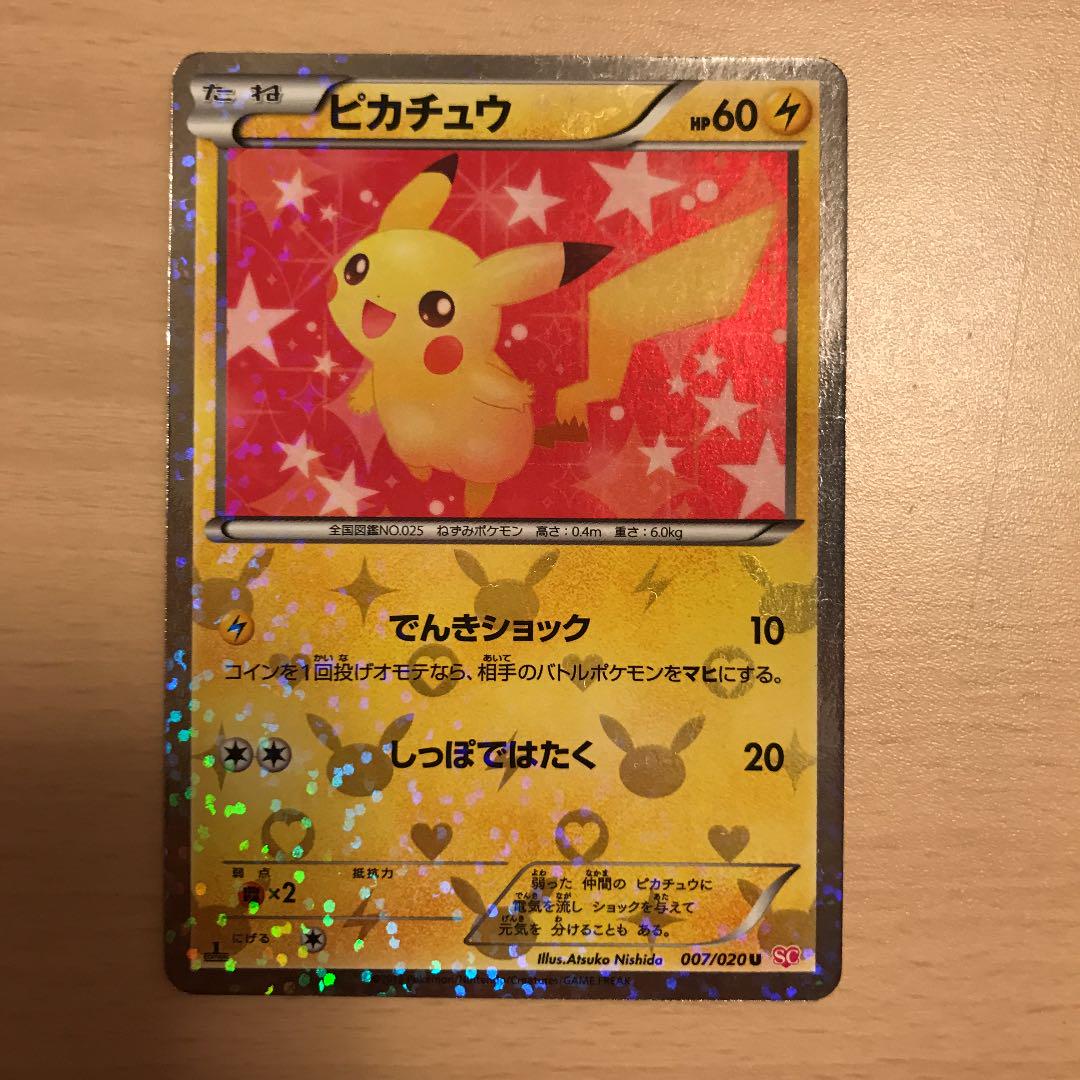 たね ピカチュウ HP60
全国図鑑NO.025 ねずみポケモン 高さ:0.4m 重さ:6.0kg
でんきショック 10
コインを1回投げオモテなら、相手のバトルポケモンをマヒにする。
しっぽではたく 20
弱点 抵抗力
×2
にげる
弱った 仲間の ピカチュウに
電気を流し ショックを与えて
元気を 分けることも ある。
Illus.Atsuko Nishida 007/020 U SC
Pokémon/Nintendo/Creatures/GAME FREAK